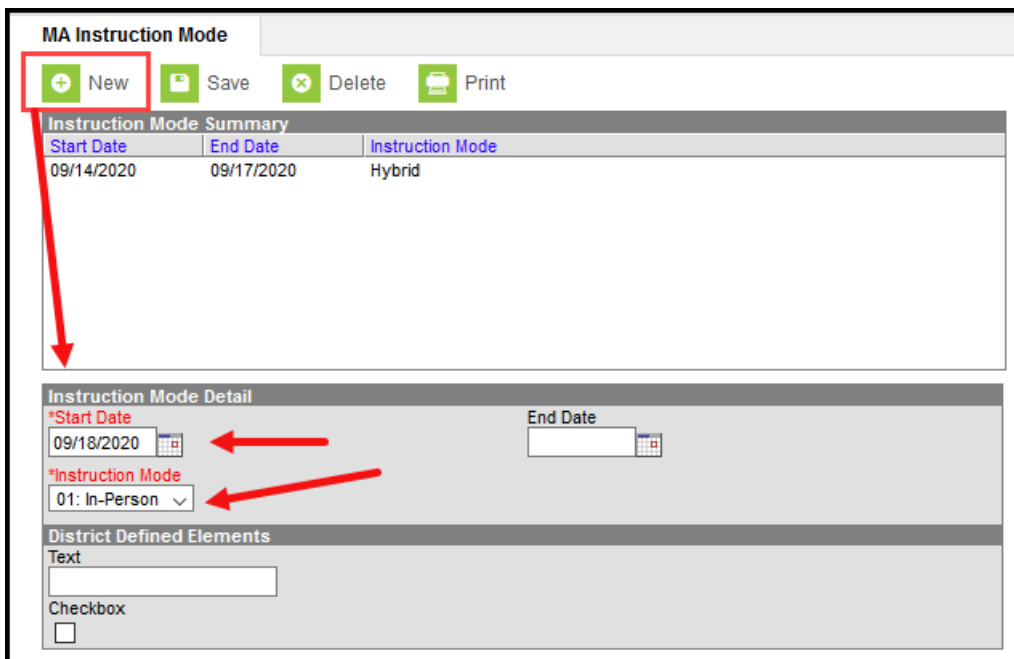 MA Instruction Mode
New Save Delete Print
Instruction Mode Summary
Start Date End Date Instruction Mode
09/14/2020 09/17/2020 Hybrid
Instruction Mode Detail
*Start Date End Date
09/18/2020
*Instruction Mode
01: In-Person
District Defined Elements
Text
Checkbox